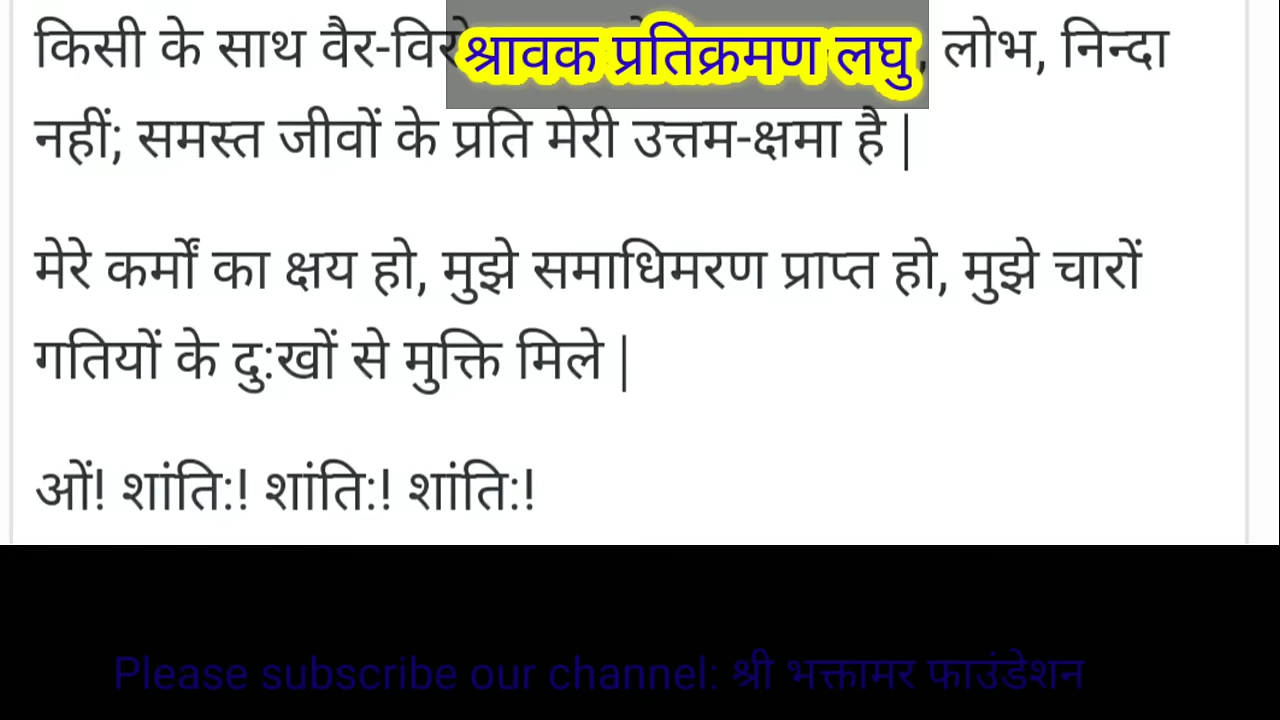 किसी के साथ वैर-विर
श्रावक प्रतिक्रमण लघु
, लोभ, निन्दा
नहीं; समस्त जीवों के प्रति मेरी उत्तम-क्षमा है |
मेरे कर्मों का क्षय हो, मुझे समाधिमरण प्राप्त हो, मुझे चारों
गतियों के दु:खों से मुक्ति मिले |
ओं! शांति:! शांति:! शांति:!
Please subscribe our channel: श्री भक्तामर फाउंडेशन